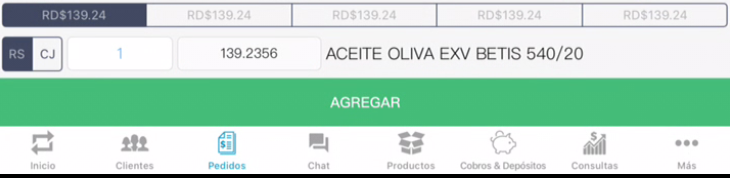 RD$139.24 RD$139.24 RD$139.24 RD$139.24 RD$139.24
RS CJ 1 139.2356 ACEITE OLIVA EXV BETIS 540/20
AGREGAR
Inicio Clientes Pedidos Chat Productos Cobros & Depósitos Consultas Más